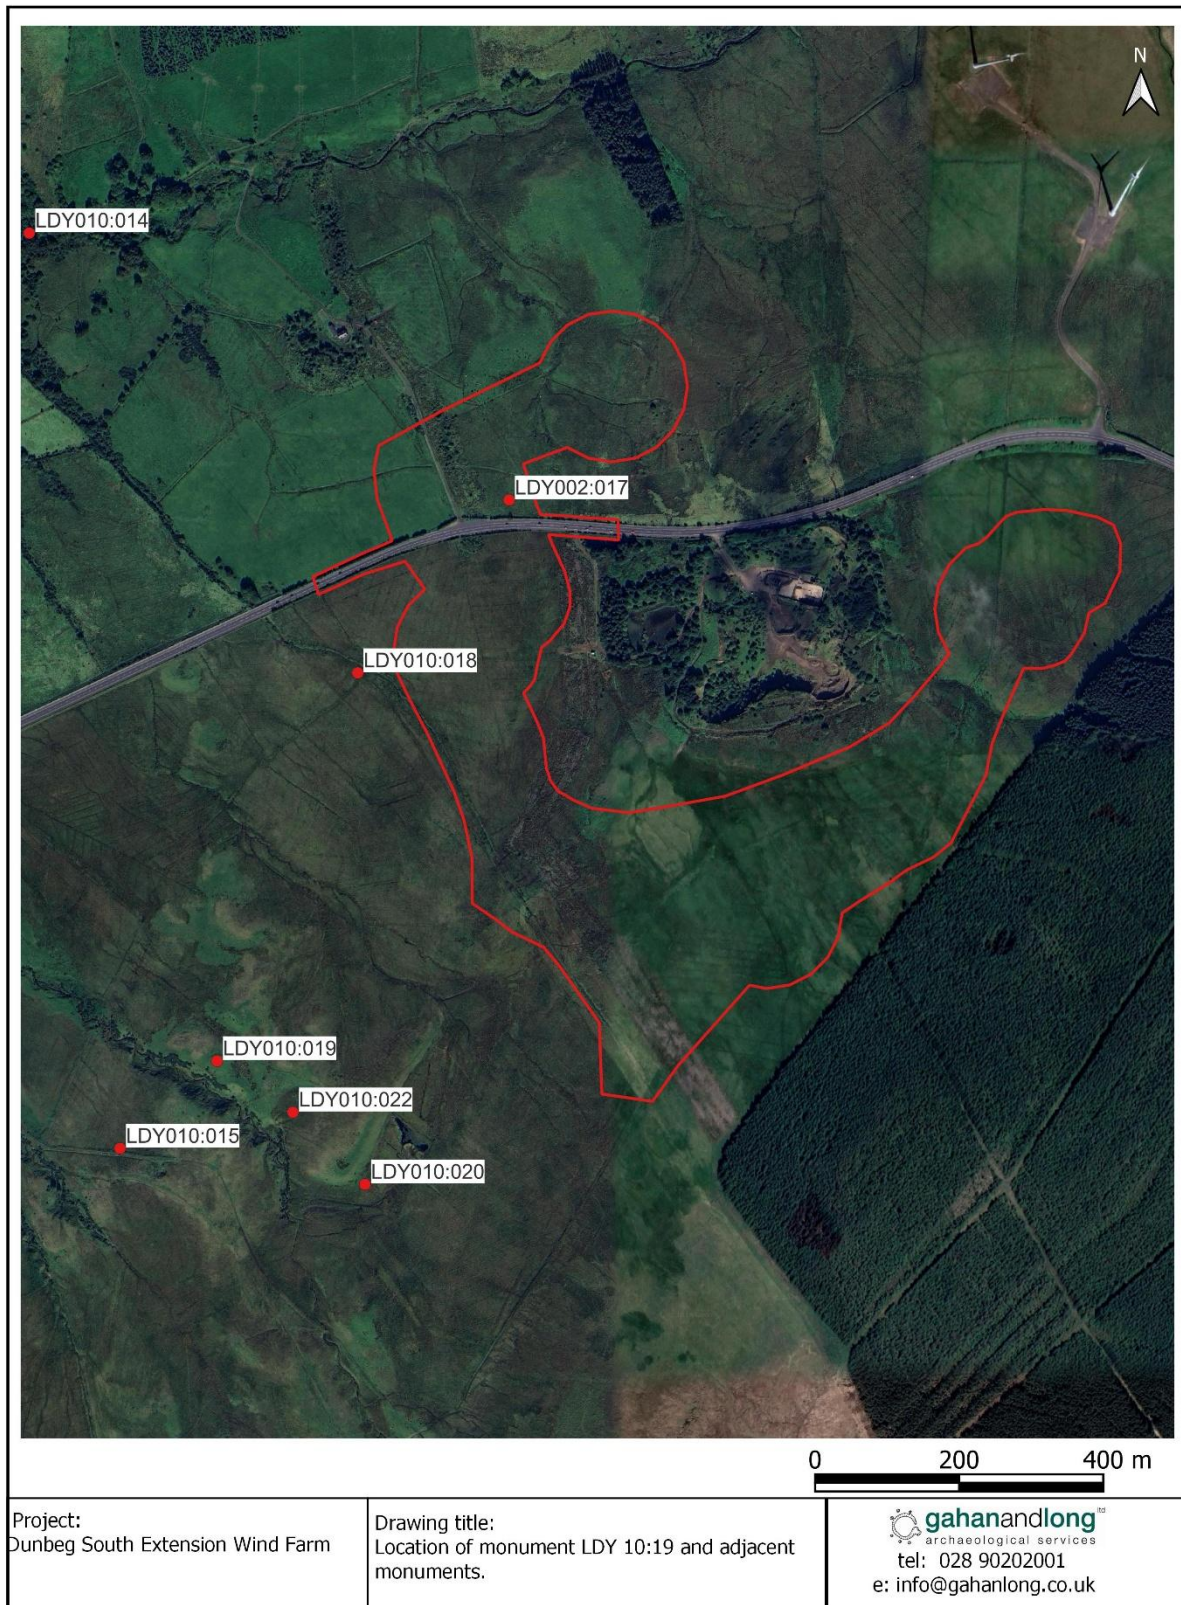 N
LDY010:014
LDY002:017
LDY010:018
LDY010:019
LDY010:022
LDY010:015
LDY010:020
0 200 400 m
Project:
Dunbeg South Extension Wind Farm
Drawing title:
Location of monument LDY 10:19 and adjacent
monuments.
gahanandlong ltd
archaeological services
tel: 028 90202001
e: info@gahanlong.co.uk